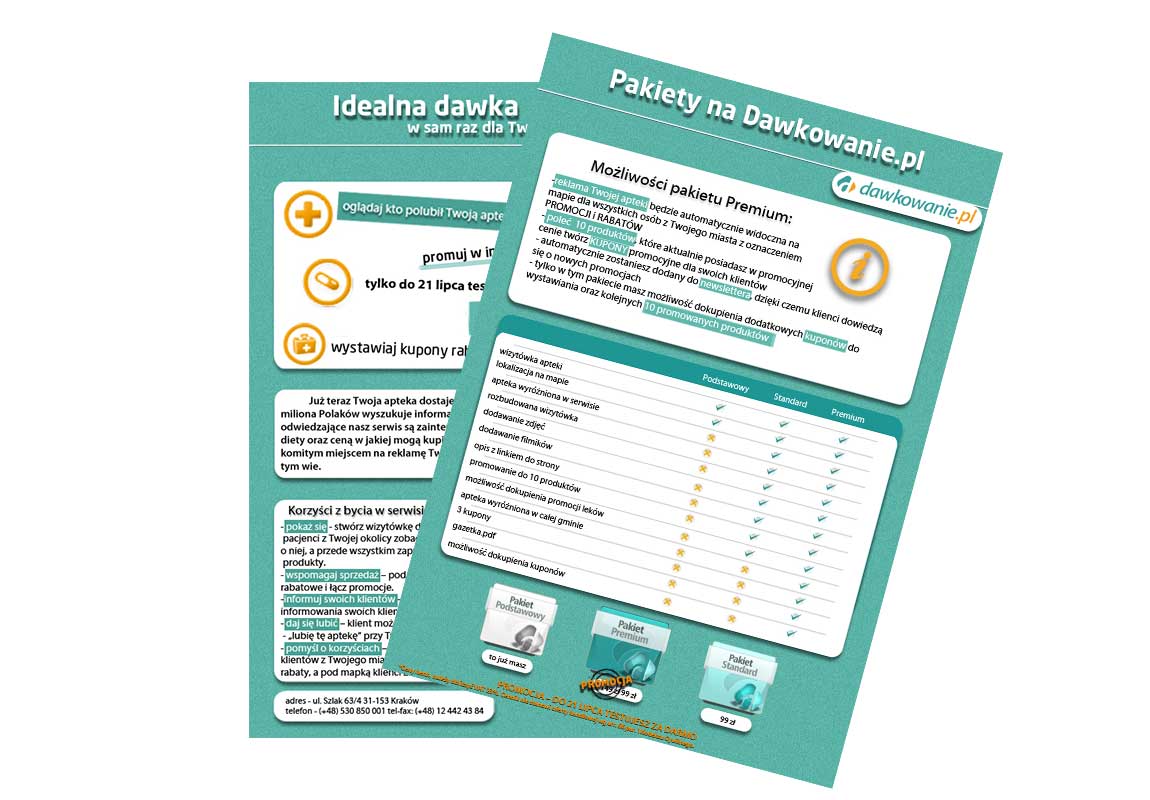 Idealna dawka
w sam raz dla Tw
oglądaj kto polubił Twoją apte
promuj w in
tylko do 21 lipca tes
wystawiaj kupony rab
Już teraz Twoja apteka dostaje
miliona Polaków wyszukuje informa
odwiedzające nasz serwis są zainte
diety oraz ceną w jakiej mogą kupi
komitym miejscem na reklamę Tw
tym wie.
Korzyści z bycia w serwisi
- pokaż się - stwórz wizytówkę d
pacjenci z Twojej okolicy zobac
o niej, a przede wszystkim zap
produkty.
- wspomagaj sprzedaż – pod
rabatowe i łącz promocje.
- informuj swoich klientów -
informowania swoich klien
- daj się lubić – klient moż
- „lubię tę aptekę” przy T
- pomyśl o korzyściach –
klientów z Twojego mia
rabaty, a pod mapką klienci
adres - ul. Szlak 63/4 31-153 Kraków
telefon - (+48) 530 850 001 tel-fax: (+48) 12 442 43 84
Pakiety na Dawkowanie.pl
dawkowanie.pl
Możliwości pakietu Premium:
-reklama Twojej apteki będzie automatycznie widoczna na
mapie dla wszystkich osób z Twojego miasta z oznaczeniem
PROMOCJI i RABATÓW
- poleć 10 produktów, które aktualnie posiadasz w promocyjnej
cenie twórz KUPONY promocyjne dla swoich klientów
- automatycznie zostaniesz dodany do newslettera, dzięki czemu klienci dowiedzą
się o nowych promocjach
- tylko w tym pakiecie masz możliwość dokupienia dodatkowych kuponów do
wystawiania oraz kolejnych 10 promowanych produktów
Podstawowy Standard Premium
wizytówka apteki
lokalizacja na mapie
apteka wyróżniona w serwisie
rozbudowana wizytówka
dodawanie zdjęć
dodawanie filmików
opis z linkiem do strony
promowanie do 10 produktów
możliwość dokupienia promocji leków
apteka wyróżniona w całej gminie
3 kupony
gazetka.pdf
możliwość dokupienia kuponów
Pakiet
Podstawowy
to już masz
Pakiet
Premium
PROMOCJA
99 zł
Pakiet
Standard
99 zł
PROMOCJA - DO 21 LIPCA TESTUJESZ ZA DARMO